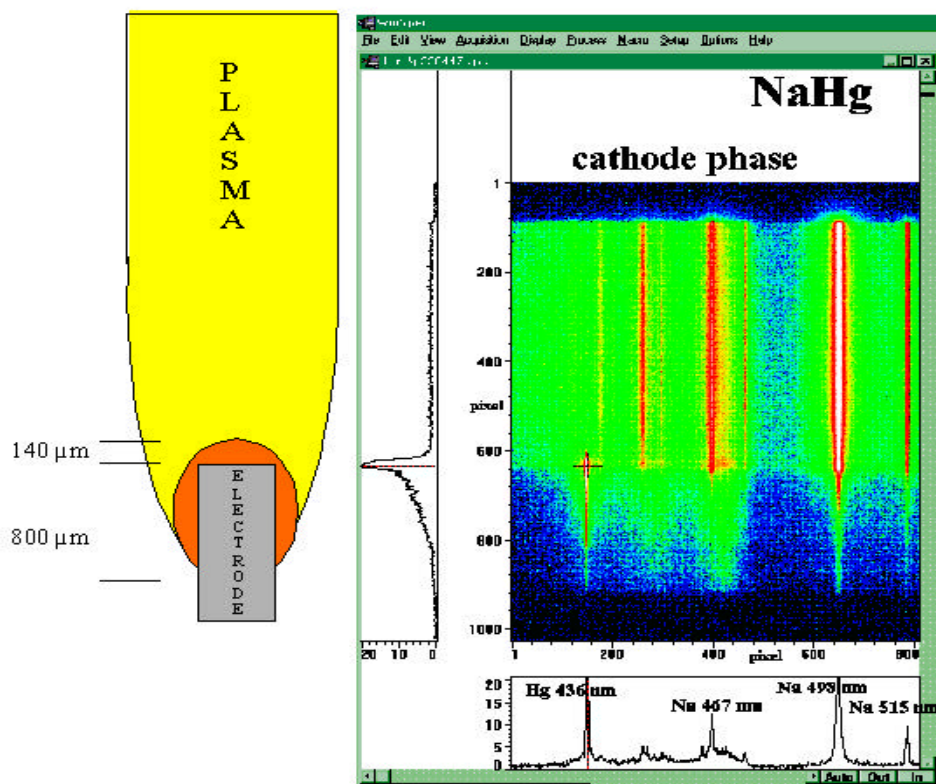 PLASMA
140 µm
800 µm
ELECTRODE
File Edit View Acquisition Display Process Macro Setup Options Help
NaHg
cathode phase
1
200
400
pixel
600
800
1000
20 10 0
1 200 pixel 400 600 800
20
15
10
5
0
Hg 436 nm
Na 467 nm
Na 498 nm
Na 515 nm
Auto Out In